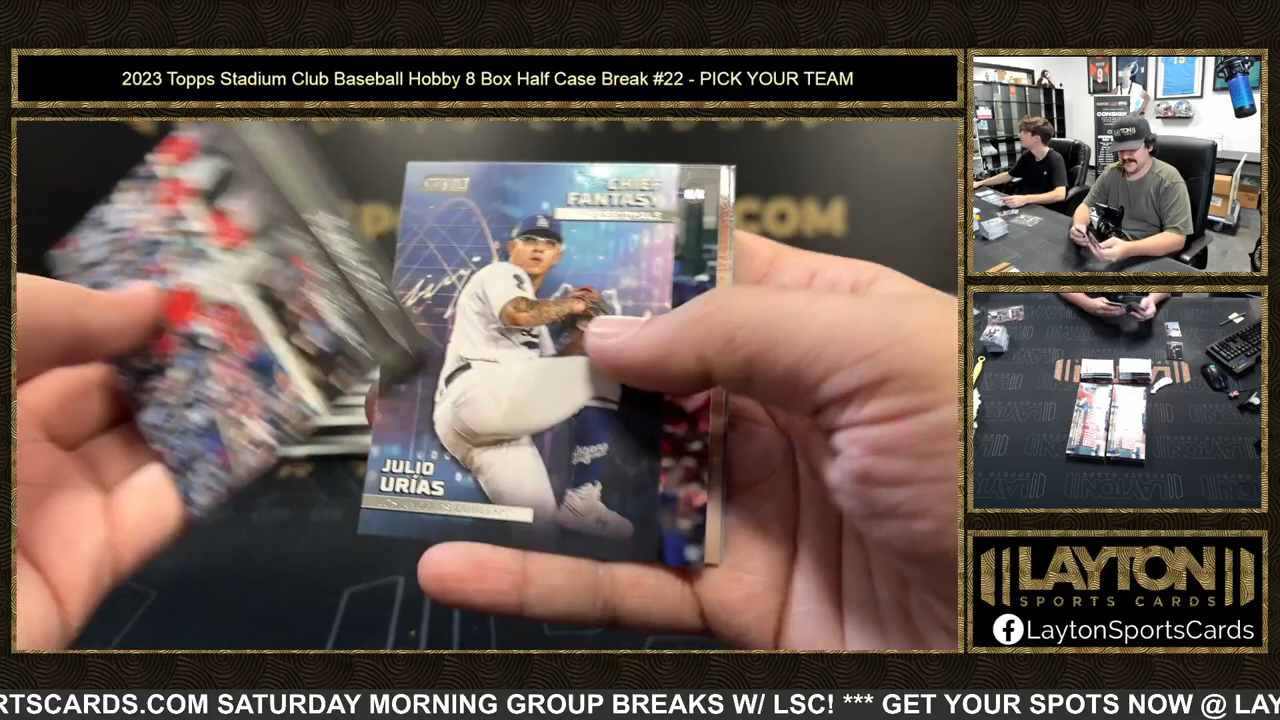 2023 Topps Stadium Club Baseball Hobby 8 Box Half Case Break #22 - PICK YOUR TEAM
CHIEF
FANTASY
JULIO
URÍAS
LAYTON
SPORTS CARDS
LaytonSportsCards
RTSCARDS.COM SATURDAY MORNING GROUP BREAKS W/ LSC! *** GET YOUR SPOTS NOW @ LAY